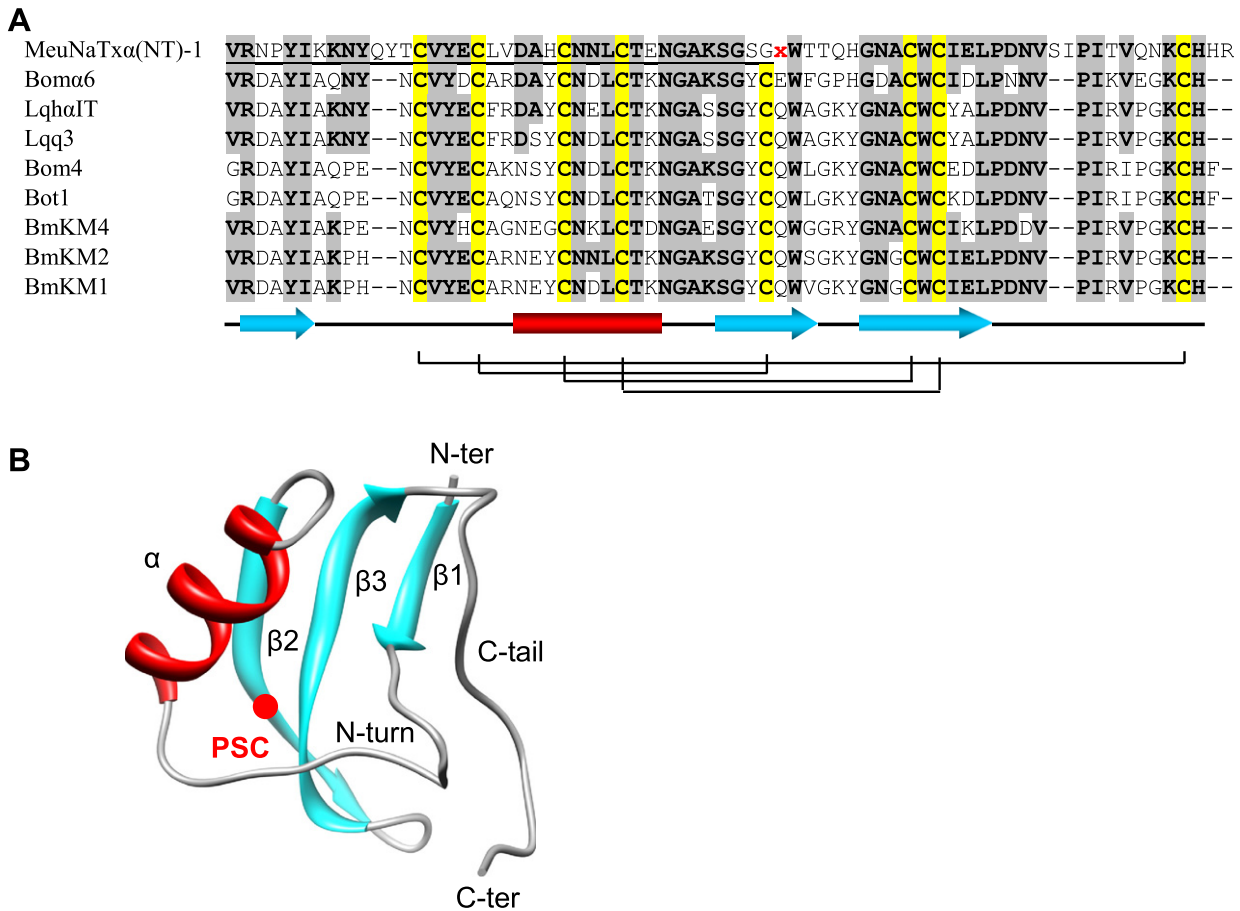 A
MeuNaTxα(NT)-1 VRNPYIKKNYQYTCVYECLVDAHCNNLCTENGAKSGSGxWTTQHGNACWCIELPDNVSIPITVQNKCHHR
Bomα6 VRDAYIAQNY--NCVYDCARDAYCNDLCTKNGAKSGYCEWFGPHGDACWCIDLPNNV--PIKVEGKCH--
LqhαIT VRDAYIAKNY--NCVYECFRDAYCNELCTKNGASSGYCQWAGKYGNACWCYALPDNV--PIRVPGKCH--
Lqq3 VRDAYIAKNY--NCVYECFRDSYCNDLCTKNGASSGYCQWAGKYGNACWCYALPDNV--PIRVPGKCH--
Bom4 GRDAYIAQPE--NCVYECAKNSYCNDLCTKNGAKSGYCQWLGKYGNACWCEDLPDNV--PIRIPGKCHF-
Bot1 GRDAYIAQPE--NCVYECAQNSYCNDLCTKNGATSGYCQWLGKYGNACWCKDLPDNV--PIRIPGKCHF-
BmKM4 VRDAYIAKPE--NCVYHCAGNEGCNKLCTDNGAESGYCQWGGRYGNACWCIKLPDDV--PIRVPGKCH--
BmKM2 VRDAYIAKPH--NCVYECARNEYCNDLCTKNGAKSGYCQWSGKYGNGCWCIELPDNV--PIRVPGKCH--
BmKM1 VRDAYIAKPH--NCVYECARNEYCNDLCTKNGAKSGYCQWVGKYGNGCWCIELPDNV--PIRVPGKCH--
B
N-ter
α
β3
β1
β2
C-tail
N-turn
PSC
C-ter